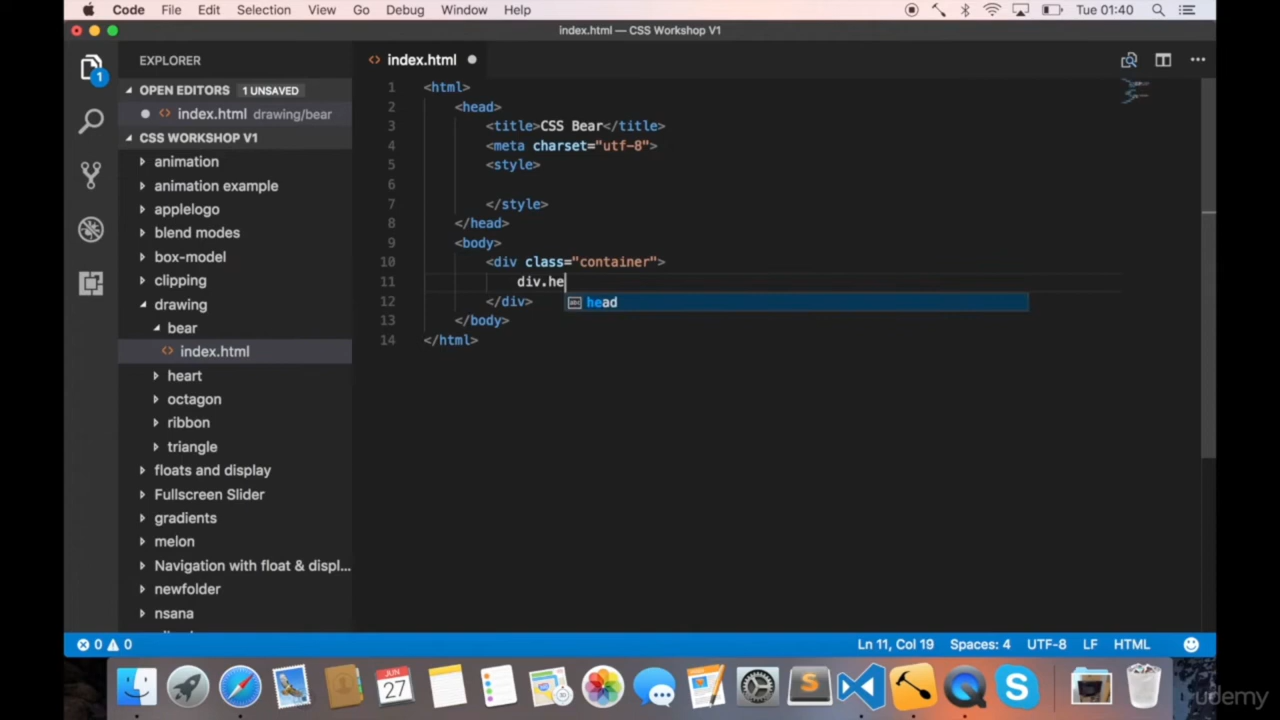 Code File Edit Selection View Go Debug Window Help Tue 01:40
index.html — CSS Workshop V1
EXPLORER
OPEN EDITORS 1 UNSAVED
index.html drawing/bear
CSS WORKSHOP V1
animation
animation example
applelogo
blend modes
box-model
clipping
drawing
bear
index.html
heart
octagon
ribbon
triangle
floats and display
Fullscreen Slider
gradients
melon
Navigation with float & displ...
newfolder
nsana
1
index.html
1 <html>
2 <head>
3 <title>CSS Bear</title>
4 <meta charset="utf-8">
5 <style>
6
7 </style>
8 </head>
9 <body>
10 <div class="container">
11 div.he
head
12 </div>
13 </body>
14 </html>
0 0 Ln 11, Col 19 Spaces: 4 UTF-8 LF HTML
JUN
27
udemy